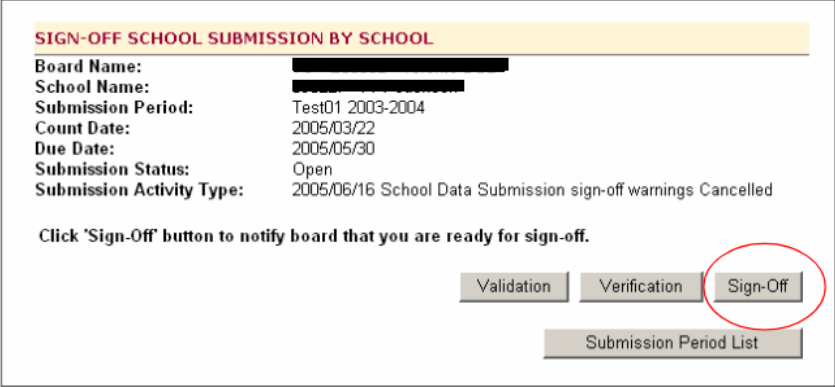 SIGN-OFF SCHOOL SUBMISSION BY SCHOOL
Board Name:
School Name:
Submission Period: Test01 2003-2004
Count Date: 2005/03/22
Due Date: 2005/05/30
Submission Status: Open
Submission Activity Type: 2005/06/16 School Data Submission sign-off warnings Cancelled
Click 'Sign-Off' button to notify board that you are ready for sign-off.
Validation Verification Sign-Off
Submission Period List